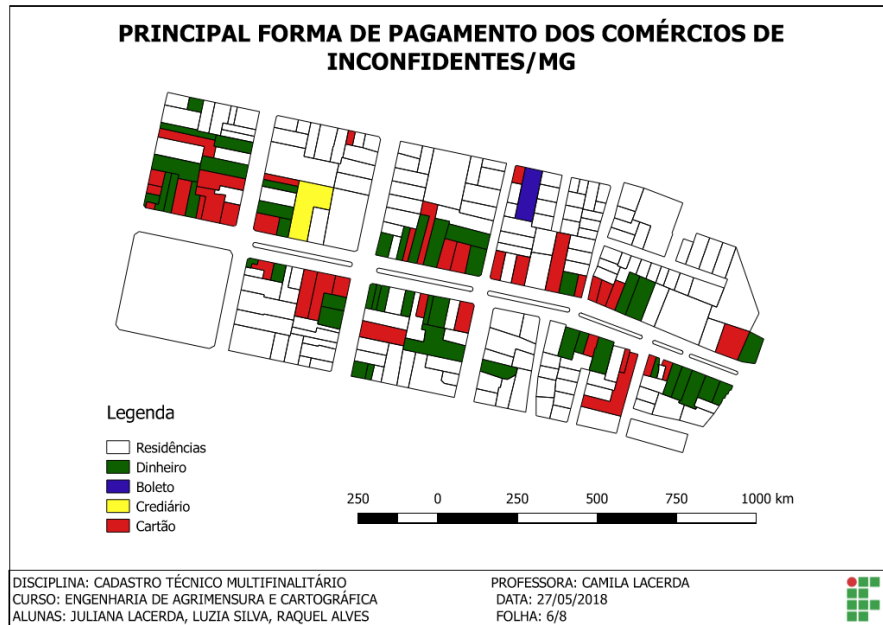 PRINCIPAL FORMA DE PAGAMENTO DOS COMÉRCIOS DE
INCONFIDENTES/MG
Legenda
Residências
Dinheiro
Boleto
Crediário
Cartão
250 0 250 500 750 1000 km
DISCIPLINA: CADASTRO TÉCNICO MULTIFINALITÁRIO
CURSO: ENGENHARIA DE AGRIMENSURA E CARTOGRÁFICA
ALUNAS: JULIANA LACERDA, LUZIA SILVA, RAQUEL ALVES
PROFESSORA: CAMILA LACERDA
DATA: 27/05/2018
FOLHA: 6/8